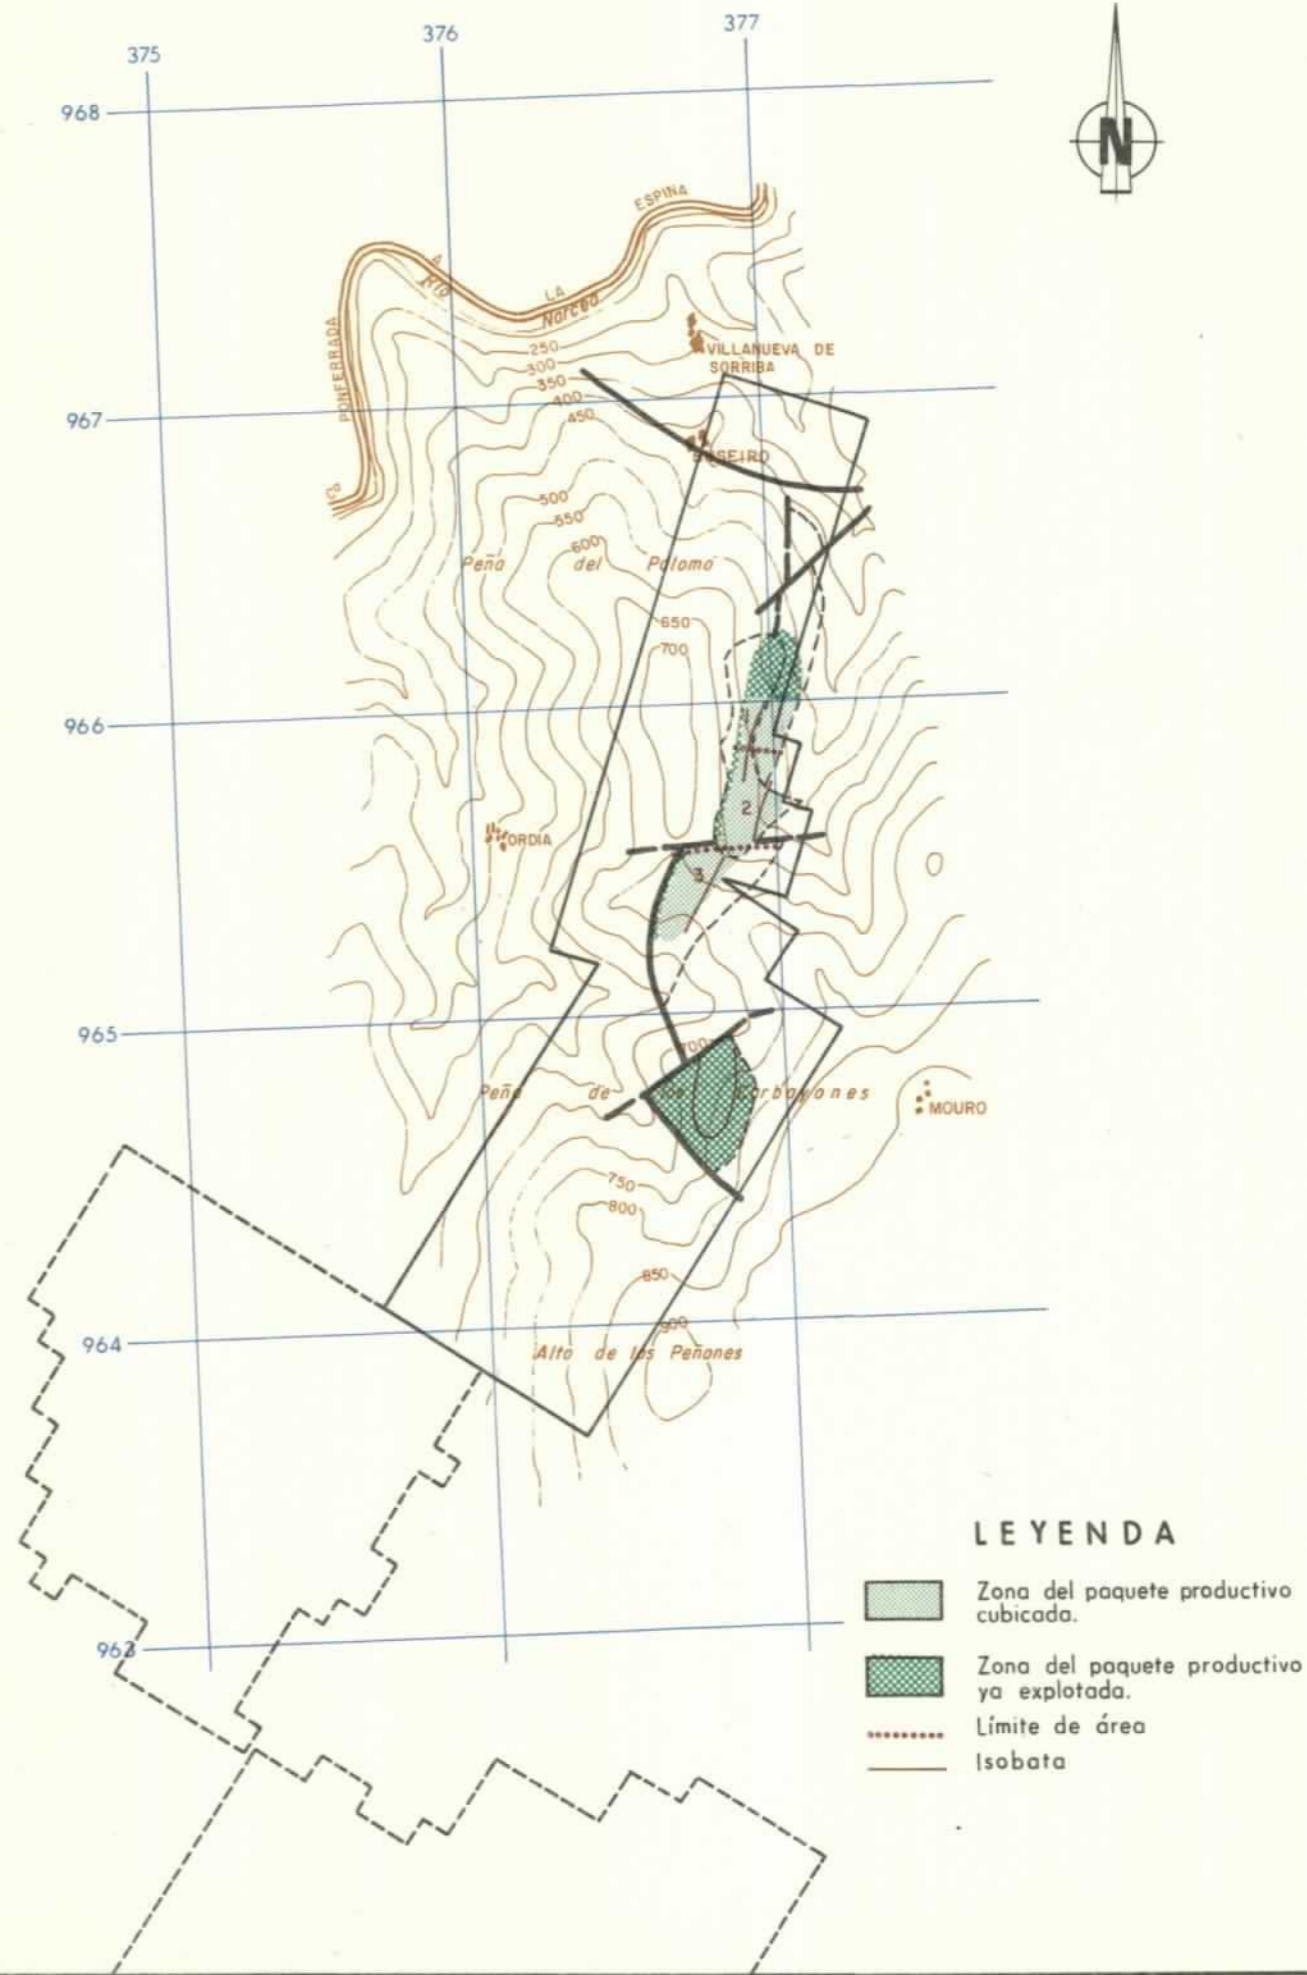 377
376
375
N
968
ESPINA
A
Río
LA
Narcea
PONFERRADA
VILLANUEVA DE
SORRIBA
250
300
350
400
450
967
BUSEIRO
500
550
600
Peña del Palomo
650
700
966
2
ORDIA
3
965
700
Peña de los Corbayones
MOURO
750
800
850
900
964
Alto de los Peñones
963
LEYENDA
Zona del paquete productivo
cubicada.
Zona del paquete productivo
ya explotada.
Límite de área
Isobata